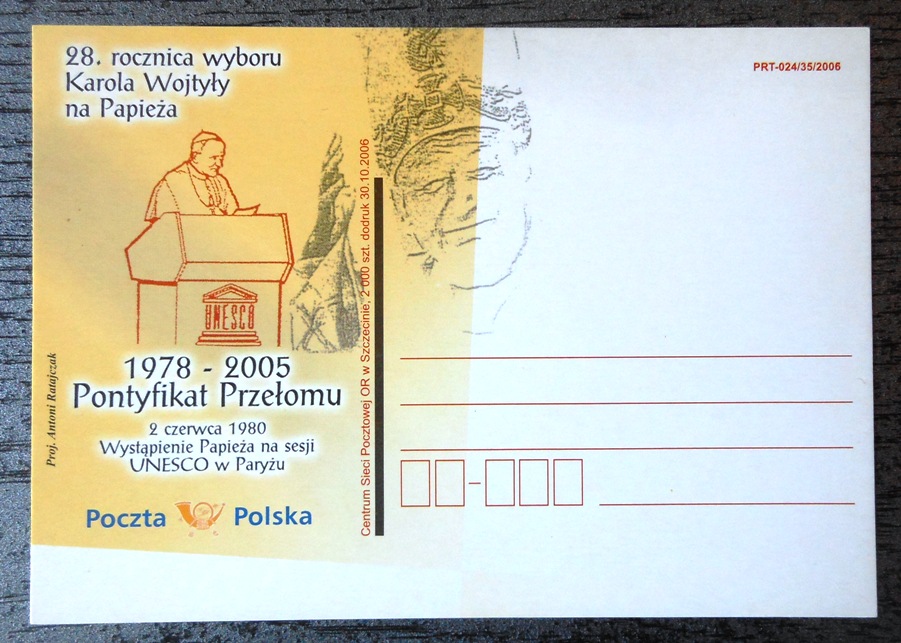 28. rocznica wyboru
Karola Wojtyły
na Papieża
UNESCO
1978 - 2005
Pontyfikat Przełomu
2 czerwca 1980
Wystąpienie Papieża na sesji
UNESCO w Paryżu
Poczta Polska
Proj. Antoni Ratajczak
Centrum Sieci Pocztowej OR w Szczecinie, 2 000 szt. dodruk 30.10.2006
PRT-024/35/2006